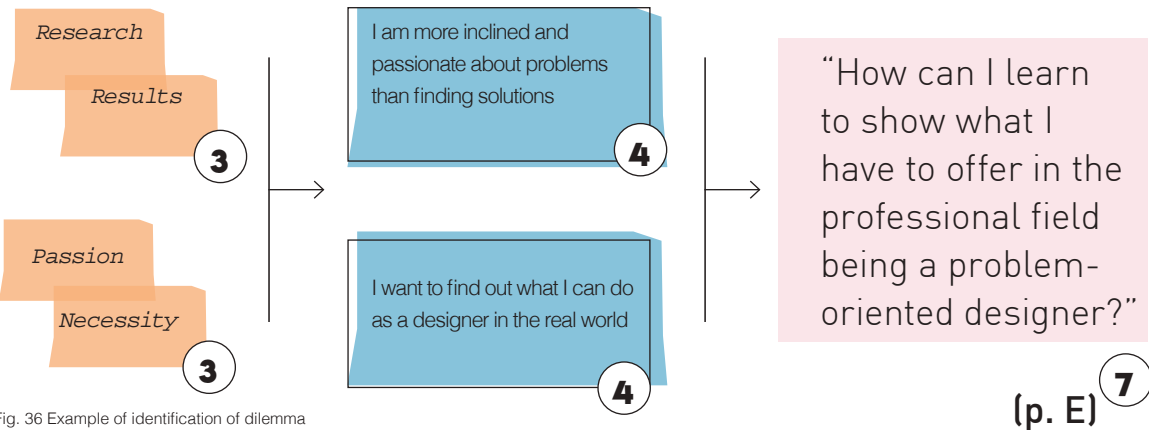 Research
Results
3
Passion
Necessity
3
I am more inclined and
passionate about problems
than finding solutions
4
I want to find out what I can do
as a designer in the real world
4
“How can I learn
to show what I
have to offer in the
professional field
being a problem-
oriented designer?”
7
(p. E)
Fig. 36 Example of identification of dilemma